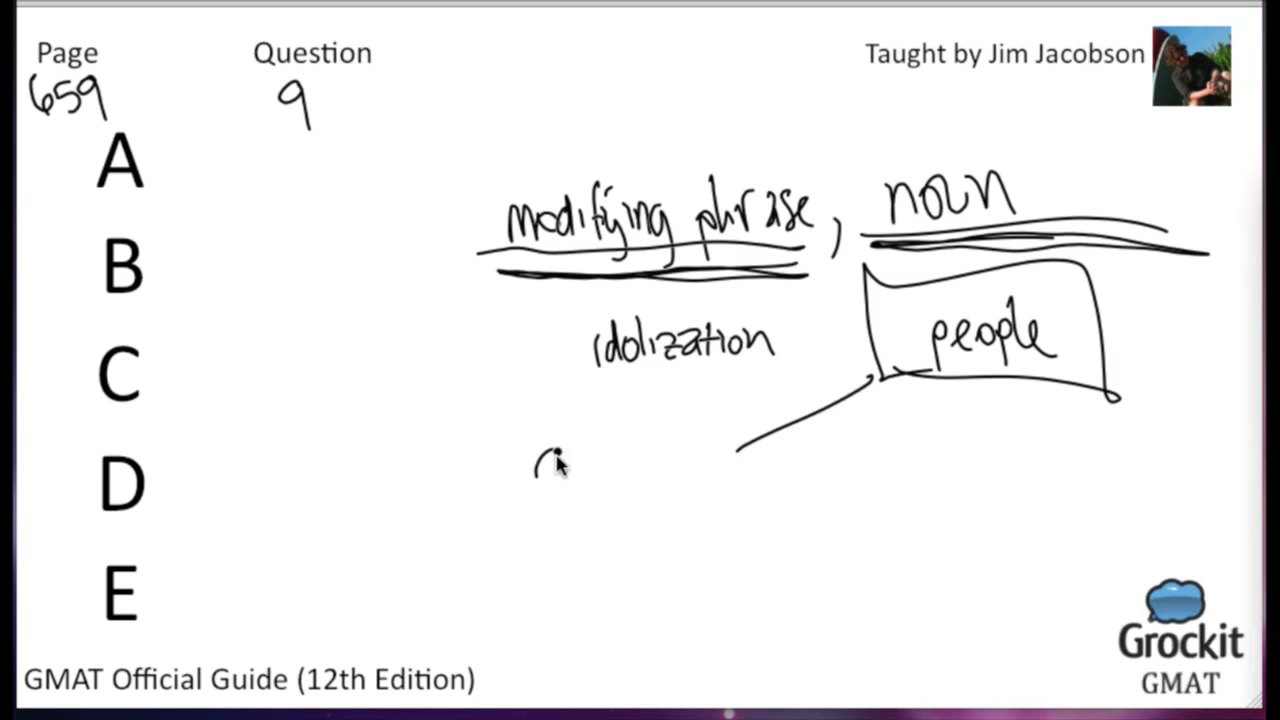 Page Question Taught by Jim Jacobson
659 9
A
modifying phrase, noun
B
idolization people
C
D
E
Grockit
GMAT
GMAT Official Guide (12th Edition)